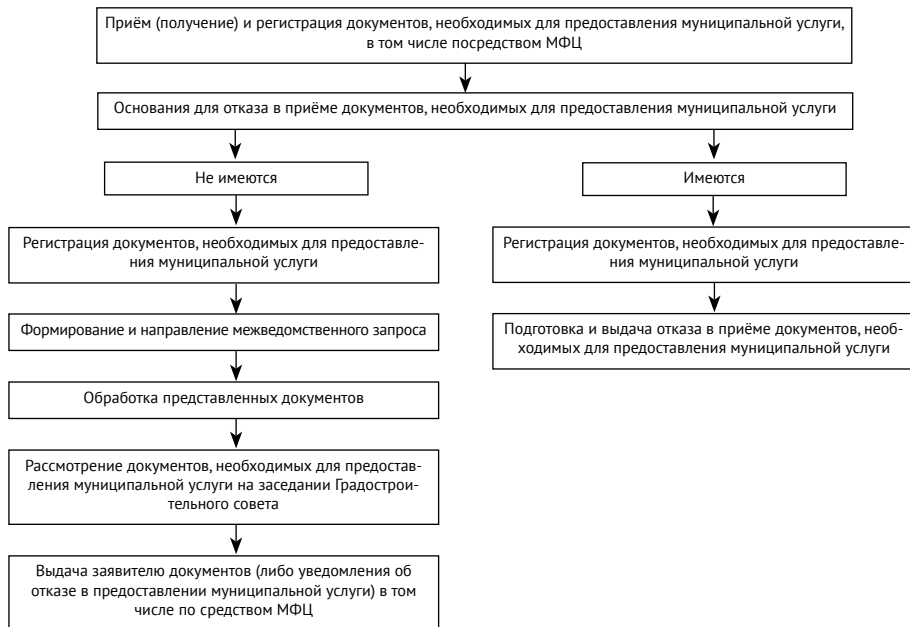 Приём (получение) и регистрация документов, необходимых для предоставления муниципальной услуги,
в том числе посредством МФЦ
Основания для отказа в приёме документов, необходимых для предоставления муниципальной услуги
Не имеются
Имеются
Регистрация документов, необходимых для предоставле-
ния муниципальной услуги
Регистрация документов, необходимых для предоставле-
ния муниципальной услуги
Формирование и направление межведомственного запроса
Подготовка и выдача отказа в приёме документов, необ-
ходимых для предоставления муниципальной услуги
Обработка представленных документов
Рассмотрение документов, необходимых для предостав-
ления муниципальной услуги на заседании Градострои-
тельного совета
Выдача заявителю документов (либо уведомления об
отказе в предоставлении муниципальной услуги) в том
числе по средством МФЦ